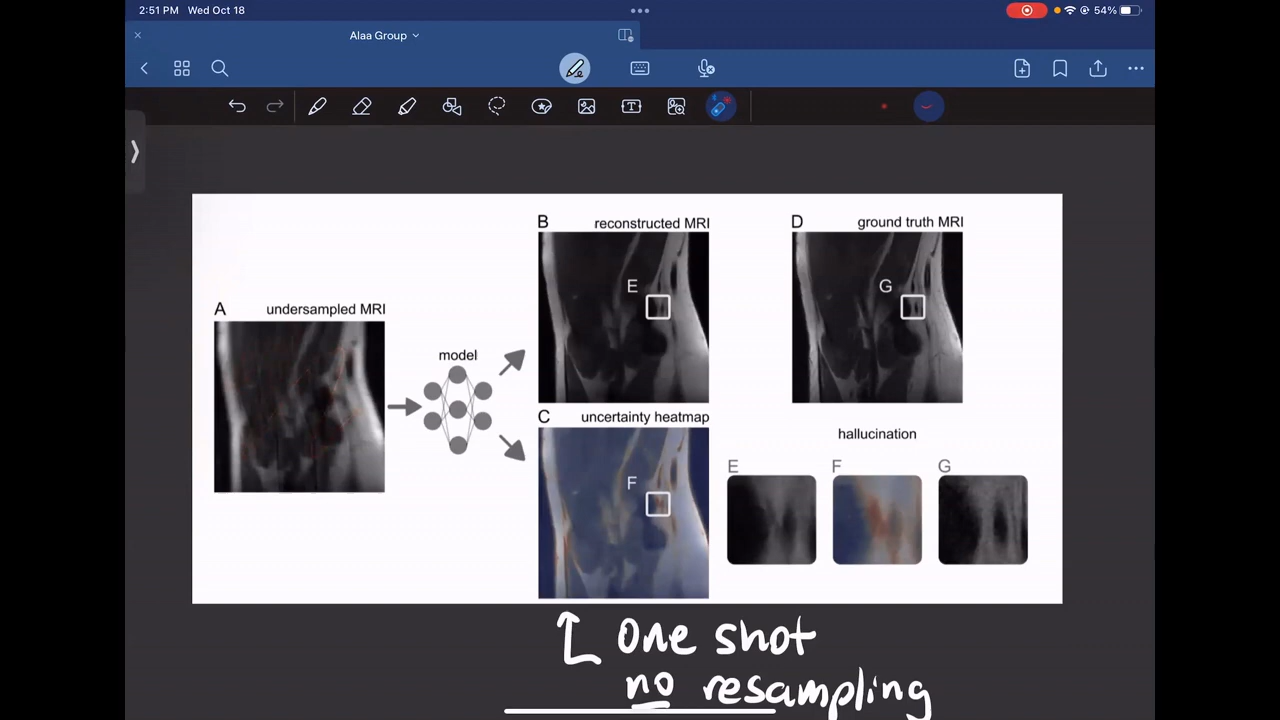 2:51 PM Wed Oct 18
54%
Alaa Group
B reconstructed MRI
D ground truth MRI
E
G
A undersampled MRI
model
C uncertainty heatmap
F
hallucination
E F G
one shot
no resampling